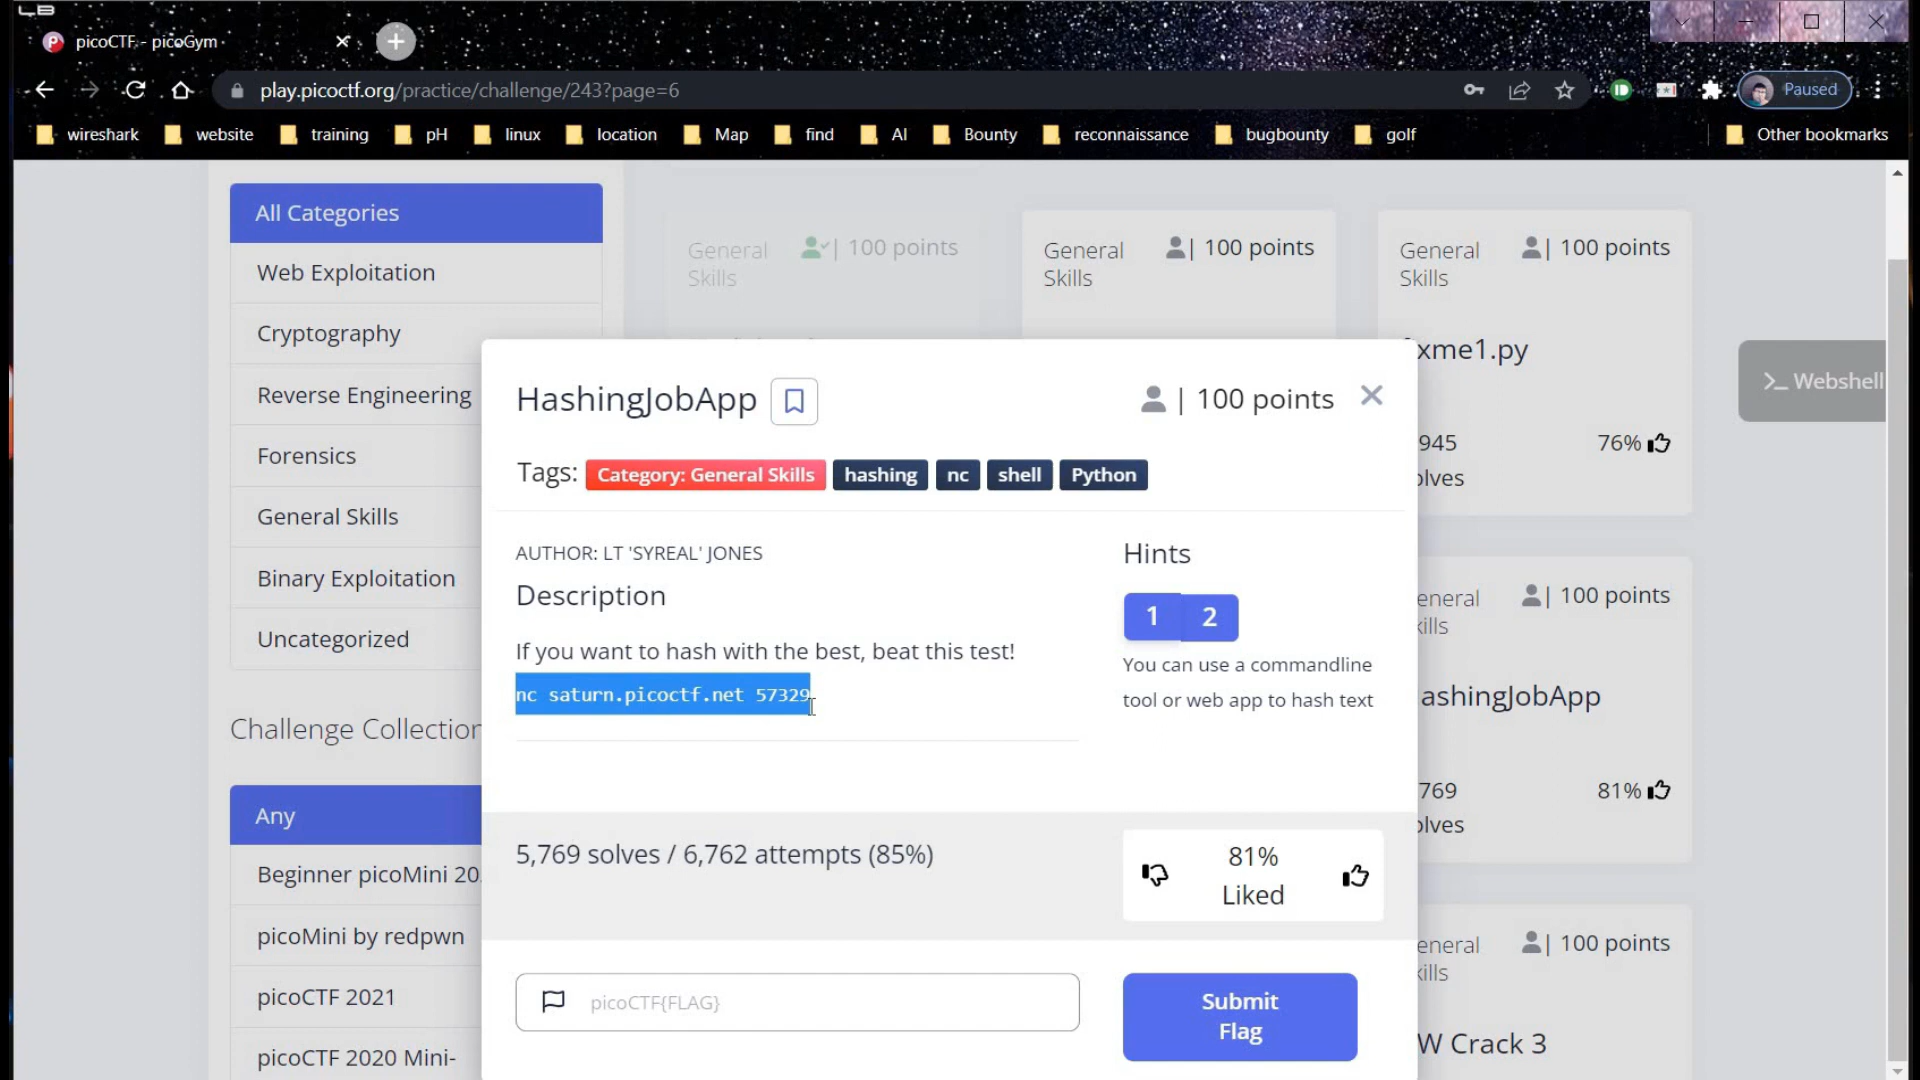 picoCTF - picoGym
play.picoctf.org/practice/challenge/243?page=6
Paused
wireshark website training pH linux location Map find AI Bounty reconnaissance bugbounty golf Other bookmarks
All Categories
Web Exploitation
Cryptography
Reverse Engineering
Forensics
General Skills
Binary Exploitation
Uncategorized
Challenge Collection
Any
Beginner picoMini 20
picoMini by redpwn
picoCTF 2021
picoCTF 2020 Mini-
General
Skills
| 100 points
General
Skills
| 100 points
General
Skills
| 100 points
xme1.py
945
olves
76%
>_ Webshell
HashingJobApp
| 100 points
Tags: Category: General Skills hashing nc shell Python
AUTHOR: LT 'SYREAL' JONES
Description
If you want to hash with the best, beat this test!
nc saturn.picoctf.net 57329
Hints
1 2
You can use a commandline
tool or web app to hash text
5,769 solves / 6,762 attempts (85%)
81%
Liked
picoCTF{FLAG}
Submit
Flag
eneral
ills
| 100 points
ashingJobApp
769
olves
81%
eneral
ills
| 100 points
W Crack 3